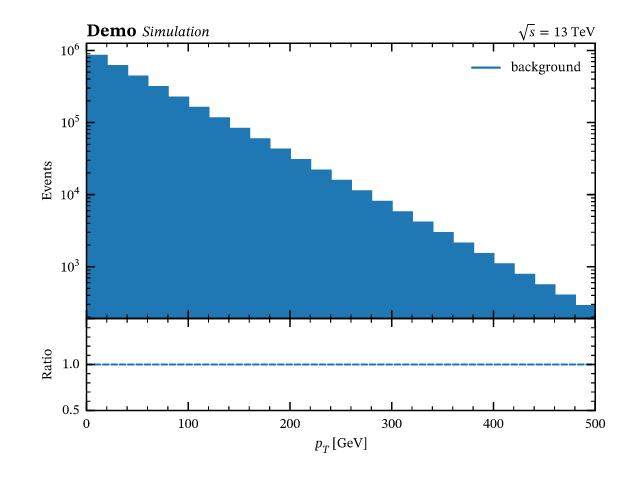 Demo Simulation
√s = 13 TeV
10⁶
background
10⁵
Events
10⁴
10³
Ratio
1.0
0.5
0 100 200 300 400 500
p_T [GeV]